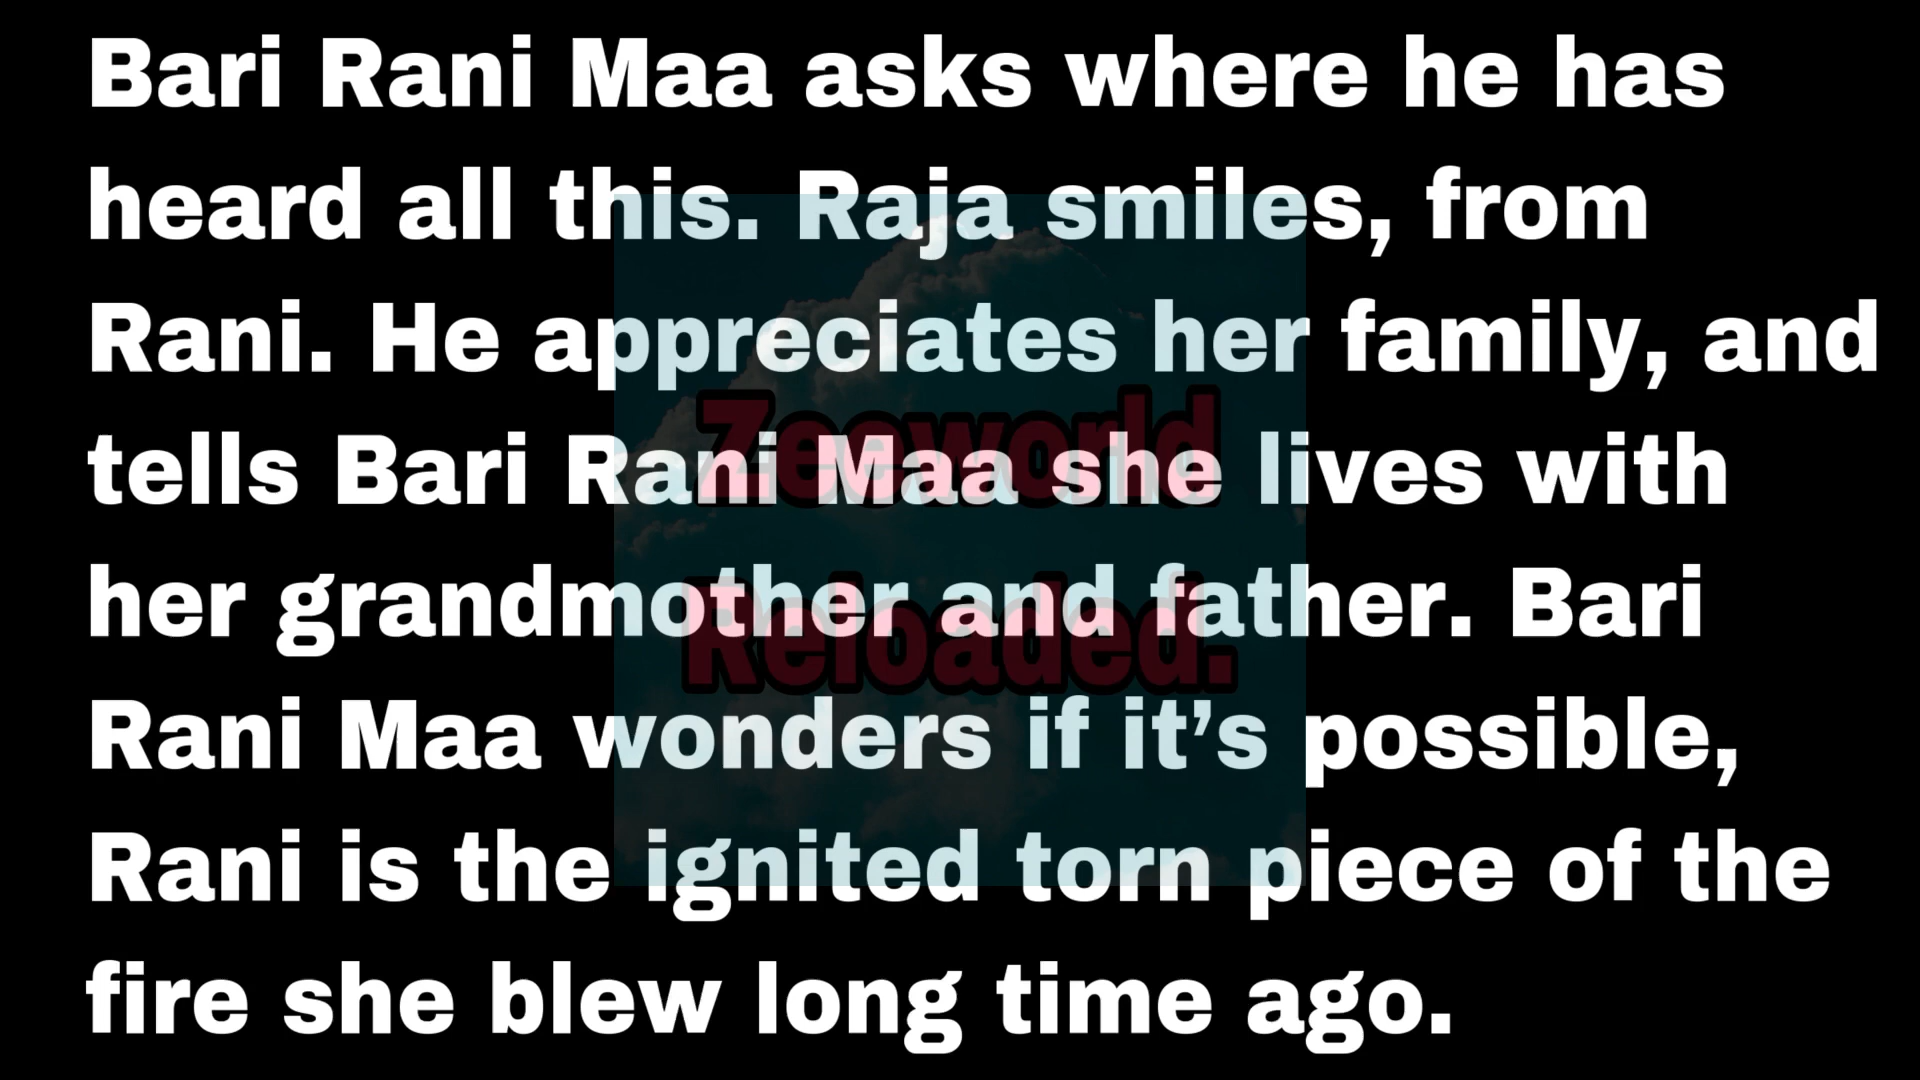 Bari Rani Maa asks where he has
heard all this. Raja smiles, from
Rani. He appreciates her family, and
tells Bari Rani Maa she lives with
her grandmother and father. Bari
Rani Maa wonders if it’s possible,
Rani is the ignited torn piece of the
fire she blew long time ago.
Zeeworld
Reloaded.